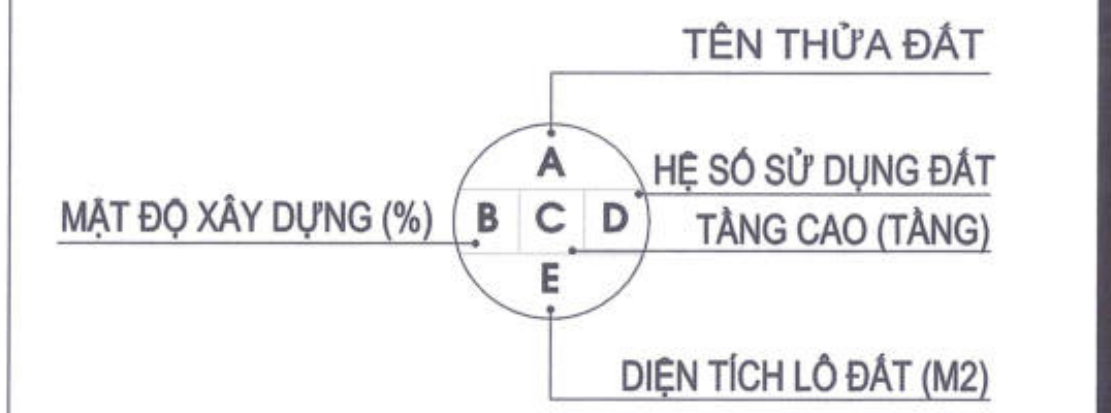 TÊN THỬA ĐẤT
A
HỆ SỐ SỬ DỤNG ĐẤT
MẬT ĐỘ XÂY DỰNG (%)
B C D
TẦNG CAO (TẦNG)
E
DIỆN TÍCH LÔ ĐẤT (M2)